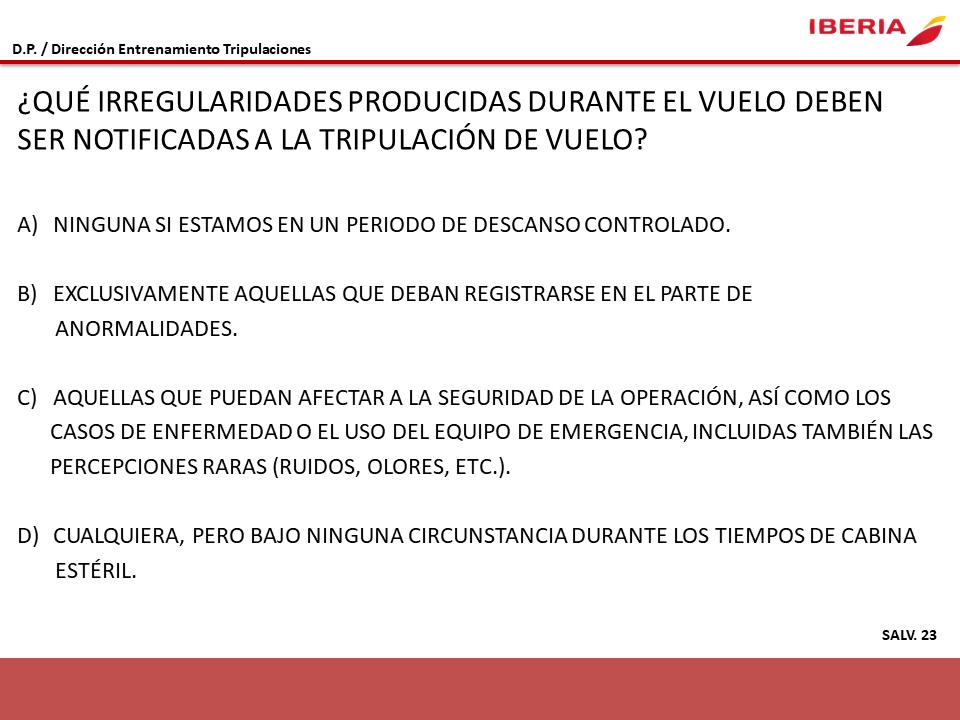 IBERIA
D.P. / Dirección Entrenamiento Tripulaciones
¿QUÉ IRREGULARIDADES PRODUCIDAS DURANTE EL VUELO DEBEN
SER NOTIFICADAS A LA TRIPULACIÓN DE VUELO?
A) NINGUNA SI ESTAMOS EN UN PERIODO DE DESCANSO CONTROLADO.
B) EXCLUSIVAMENTE AQUELLAS QUE DEBAN REGISTRARSE EN EL PARTE DE
ANORMALIDADES.
C) AQUELLAS QUE PUEDAN AFECTAR A LA SEGURIDAD DE LA OPERACIÓN, ASÍ COMO LOS
CASOS DE ENFERMEDAD O EL USO DEL EQUIPO DE EMERGENCIA, INCLUIDAS TAMBIÉN LAS
PERCEPCIONES RARAS (RUIDOS, OLORES, ETC.).
D) CUALQUIERA, PERO BAJO NINGUNA CIRCUNSTANCIA DURANTE LOS TIEMPOS DE CABINA
ESTÉRIL.
SALV. 23